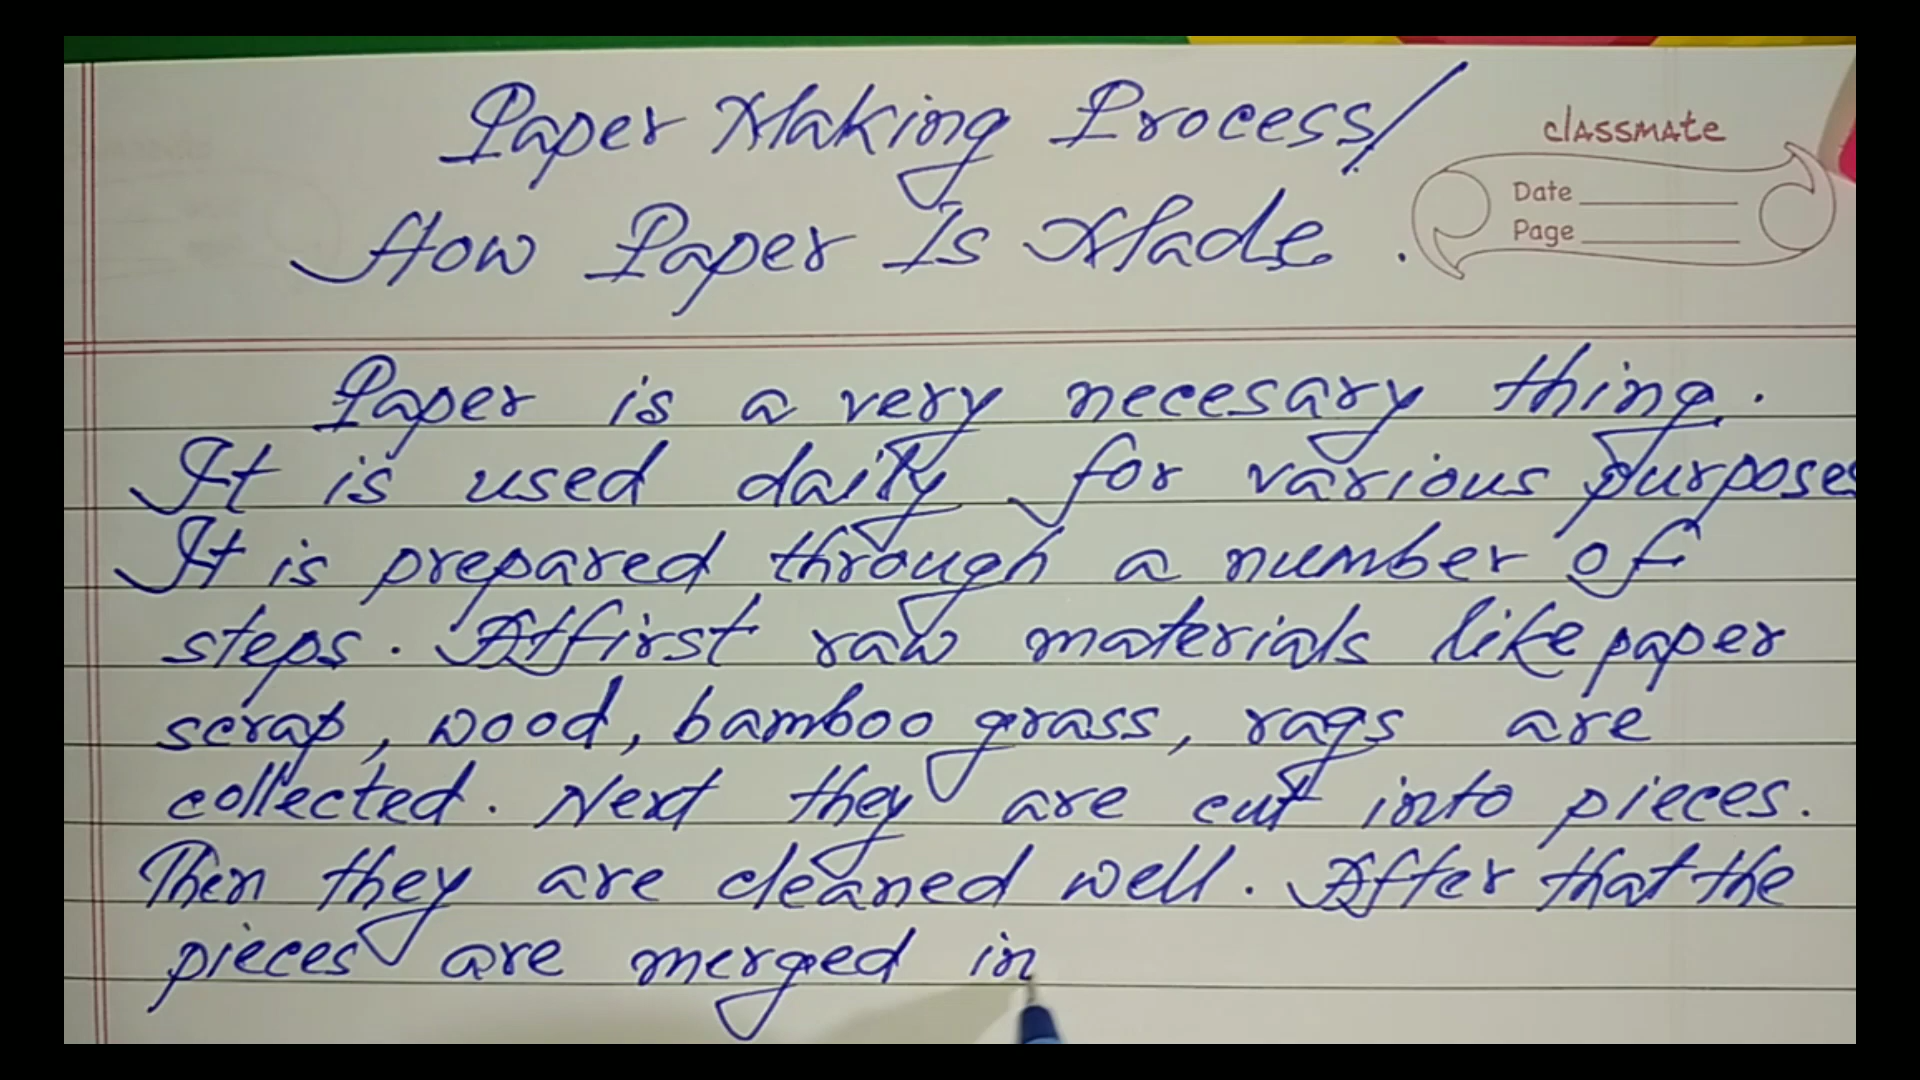 Paper Making Process/
classmate
Date
Page
How Paper Is Made.
Paper is a very necesary thing.
It is used daily for various purposes
It is prepared through a number of
steps. At first raw materials like paper
scrap, wood, bamboo grass, rags are
collected. Next they are cut into pieces.
Then they are cleaned well. After that the
pieces are merged in